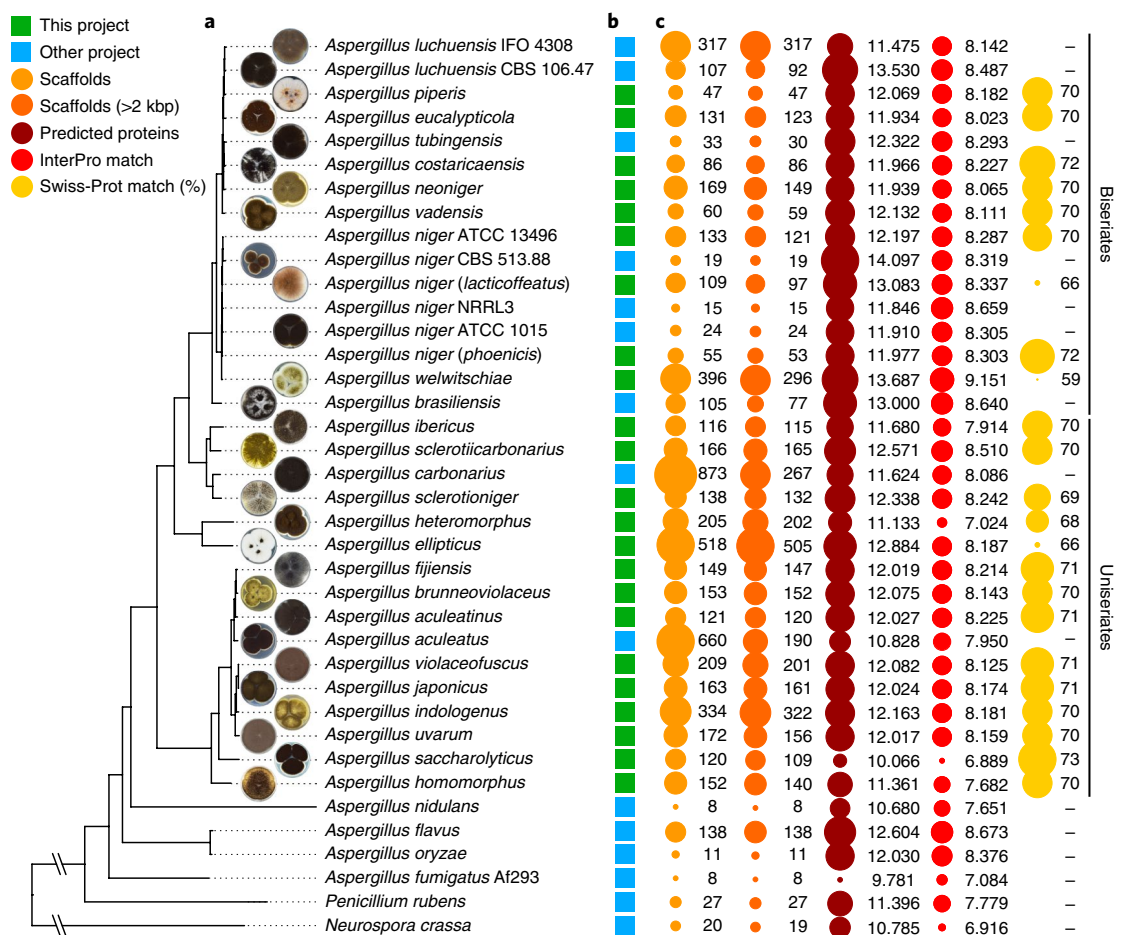 This project
Other project
Scaffolds
Scaffolds (>2 kbp)
Predicted proteins
InterPro match
Swiss-Prot match (%)
a b c
Aspergillus luchuensis IFO 4308 317 317 11.475 8.142 –
Aspergillus luchuensis CBS 106.47 107 92 13.530 8.487 –
Aspergillus piperis 47 47 12.069 8.182 70
Aspergillus eucalypticola 131 123 11.934 8.023 70
Aspergillus tubingensis 33 30 12.322 8.293 –
Aspergillus costaricaensis 86 86 11.966 8.227 72
Aspergillus neoniger 169 149 11.939 8.065 70
Aspergillus vadensis 60 59 12.132 8.111 70
Aspergillus niger ATCC 13496 133 121 12.197 8.287 70
Aspergillus niger CBS 513.88 19 19 14.097 8.319 –
Aspergillus niger (lacticoffeatus) 109 97 13.083 8.337 66
Aspergillus niger NRRL3 15 15 11.846 8.659 –
Aspergillus niger ATCC 1015 24 24 11.910 8.305 –
Aspergillus niger (phoenicis) 55 53 11.977 8.303 72
Aspergillus welwitschiae 396 296 13.687 9.151 59
Aspergillus brasiliensis 105 77 13.000 8.640 –
Biseriates
Aspergillus ibericus 116 115 11.680 7.914 70
Aspergillus sclerotiicarbonarius 166 165 12.571 8.510 70
Aspergillus carbonarius 873 267 11.624 8.086 –
Aspergillus sclerotioniger 138 132 12.338 8.242 69
Aspergillus heteromorphus 205 202 11.133 7.024 68
Aspergillus ellipticus 518 505 12.884 8.187 66
Aspergillus fijiensis 149 147 12.019 8.214 71
Aspergillus brunneoviolaceus 153 152 12.075 8.143 70
Aspergillus aculeatinus 121 120 12.027 8.225 71
Aspergillus aculeatus 660 190 10.828 7.950 –
Aspergillus violaceofuscus 209 201 12.082 8.125 71
Aspergillus japonicus 163 161 12.024 8.174 71
Aspergillus indologenus 334 322 12.163 8.181 70
Aspergillus uvarum 172 156 12.017 8.159 70
Aspergillus saccharolyticus 120 109 10.066 6.889 73
Aspergillus homomorphus 152 140 11.361 7.682 70
Uniseriates
Aspergillus nidulans 8 8 10.680 7.651 –
Aspergillus flavus 138 138 12.604 8.673 –
Aspergillus oryzae 11 11 12.030 8.376 –
Aspergillus fumigatus Af293 8 8 9.781 7.084 –
Penicillium rubens 27 27 11.396 7.779 –
Neurospora crassa 20 19 10.785 6.916 –